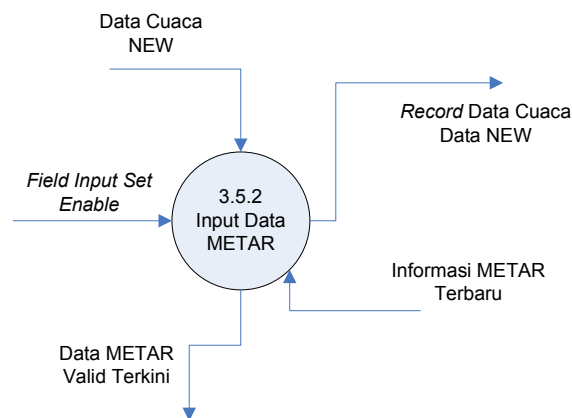 Data Cuaca
NEW
Record Data Cuaca
Data NEW
Field Input Set
Enable
3.5.2
Input Data
METAR
Informasi METAR
Terbaru
Data METAR
Valid Terkini